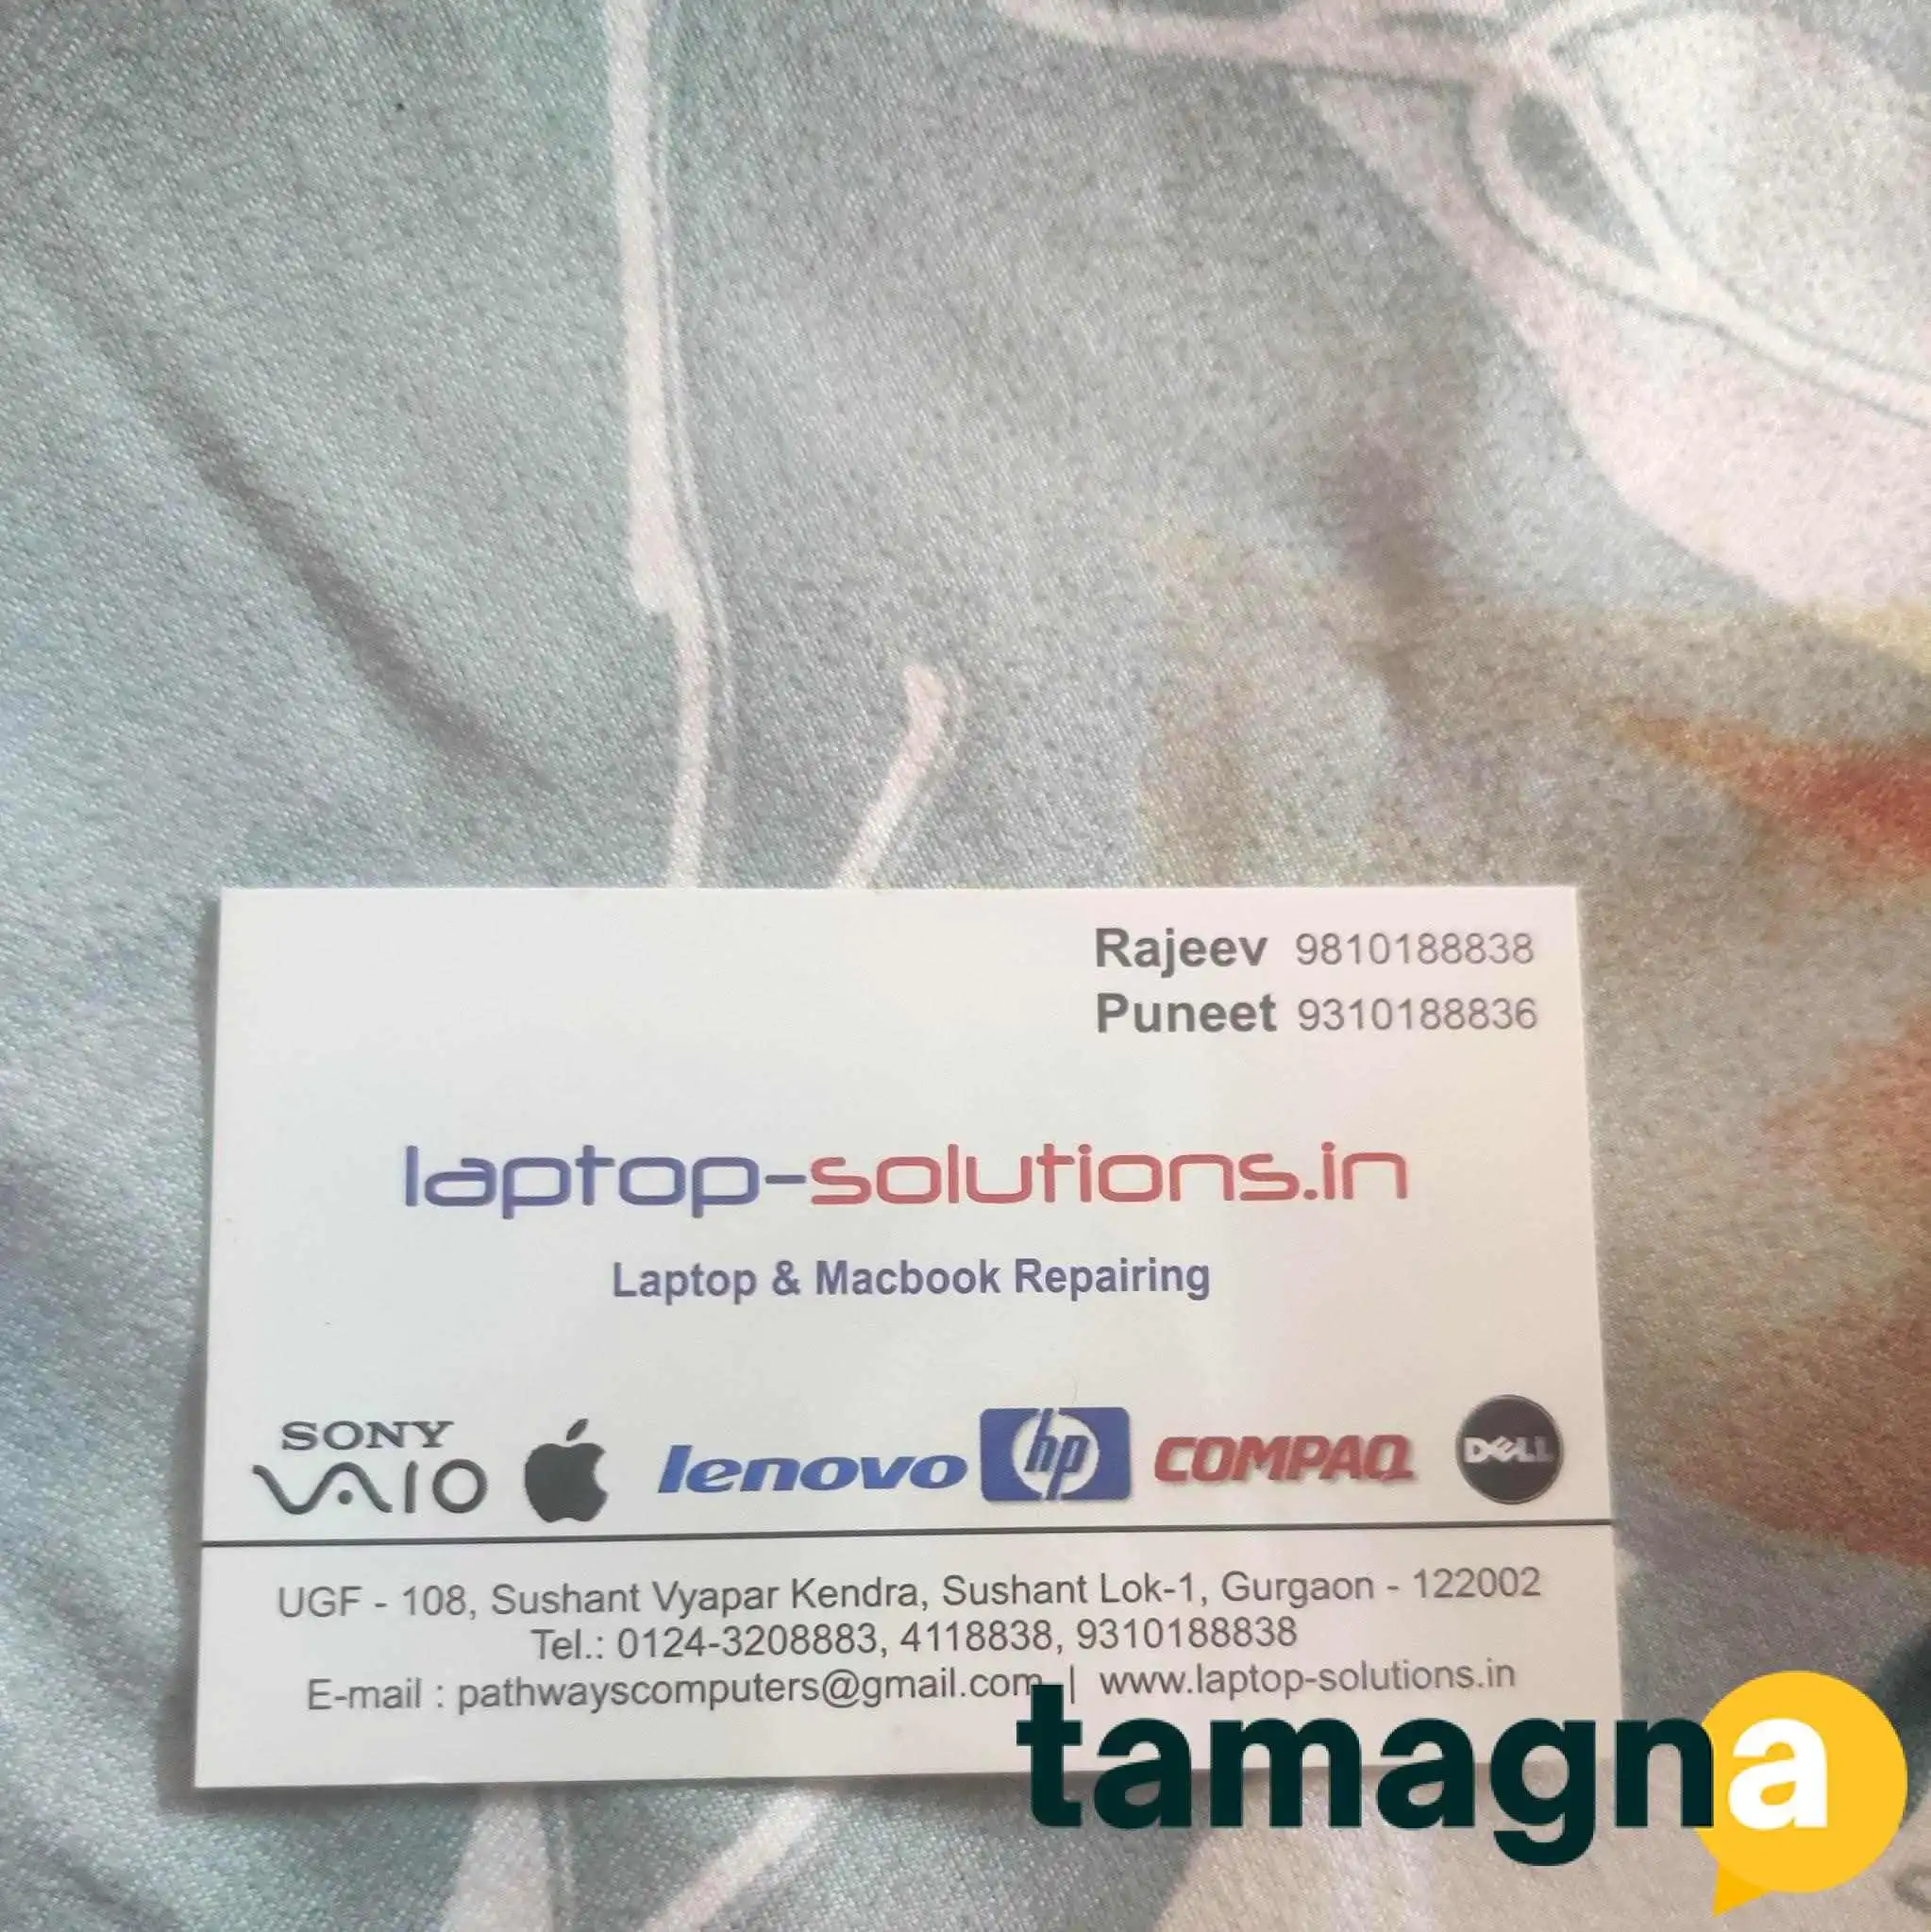 Rajeev 9810188838
Puneet 9310188836
laptop-solutions.in
Laptop & Macbook Repairing
SONY
VAIO
lenovo
hp
COMPAQ
DELL
UGF - 108, Sushant Vyapar Kendra, Sushant Lok-1, Gurgaon - 122002
Tel.: 0124-3208883, 4118838, 9310188838
E-mail : pathwayscomputers@gmail.com | www.laptop-solutions.in
tamagna